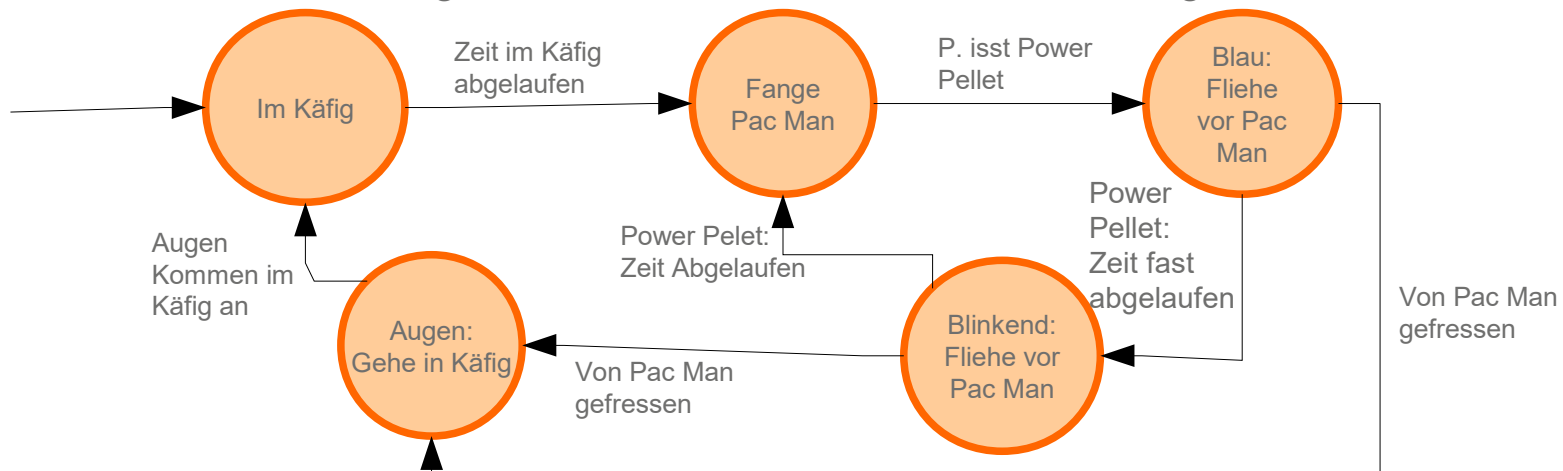 Im Käfig
Zeit im Käfig
abgelaufen
Fange
Pac Man
P. isst Power
Pellet
Blau:
Fliehe
vor Pac
Man
Augen
Kommen im
Käfig an
Power Pelet:
Zeit Abgelaufen
Power
Pellet:
Zeit fast
abgelaufen
Von Pac Man
gefressen
Augen:
Gehe in Käfig
Von Pac Man
gefressen
Blinkend:
Fliehe vor
Pac Man